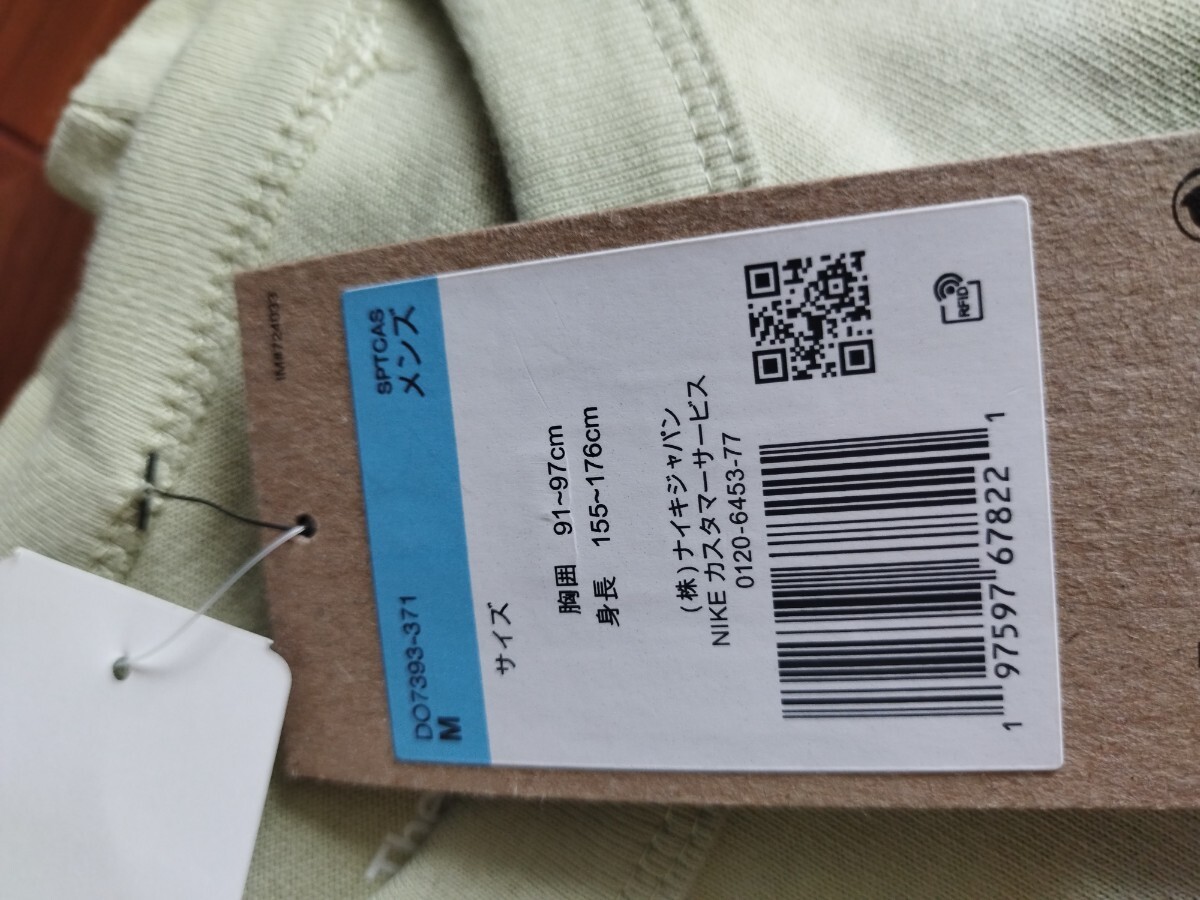 IM8724033
DO7393-371
SPTCAS
M
メンズ
サイズ
胸囲 91~97cm
身長 155~176cm
(株)ナイキジャパン
NIKE カスタマーサービス
0120-6453-77
RFID
1 97597 67822 1
The